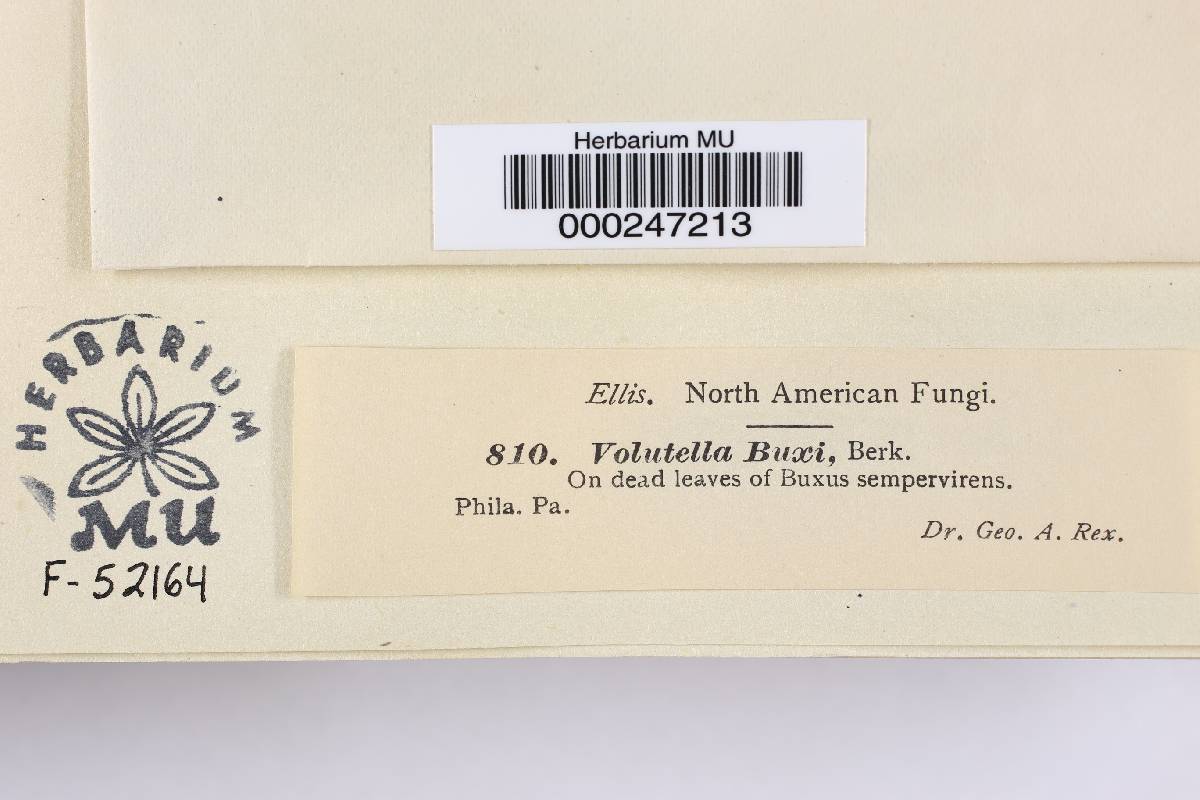 Herbarium MU
000247213
HERBARIUM
MU
F-52164
Ellis. North American Fungi.
810. Volutella Buxi, Berk.
On dead leaves of Buxus sempervirens.
Phila. Pa.
Dr. Geo. A. Rex.